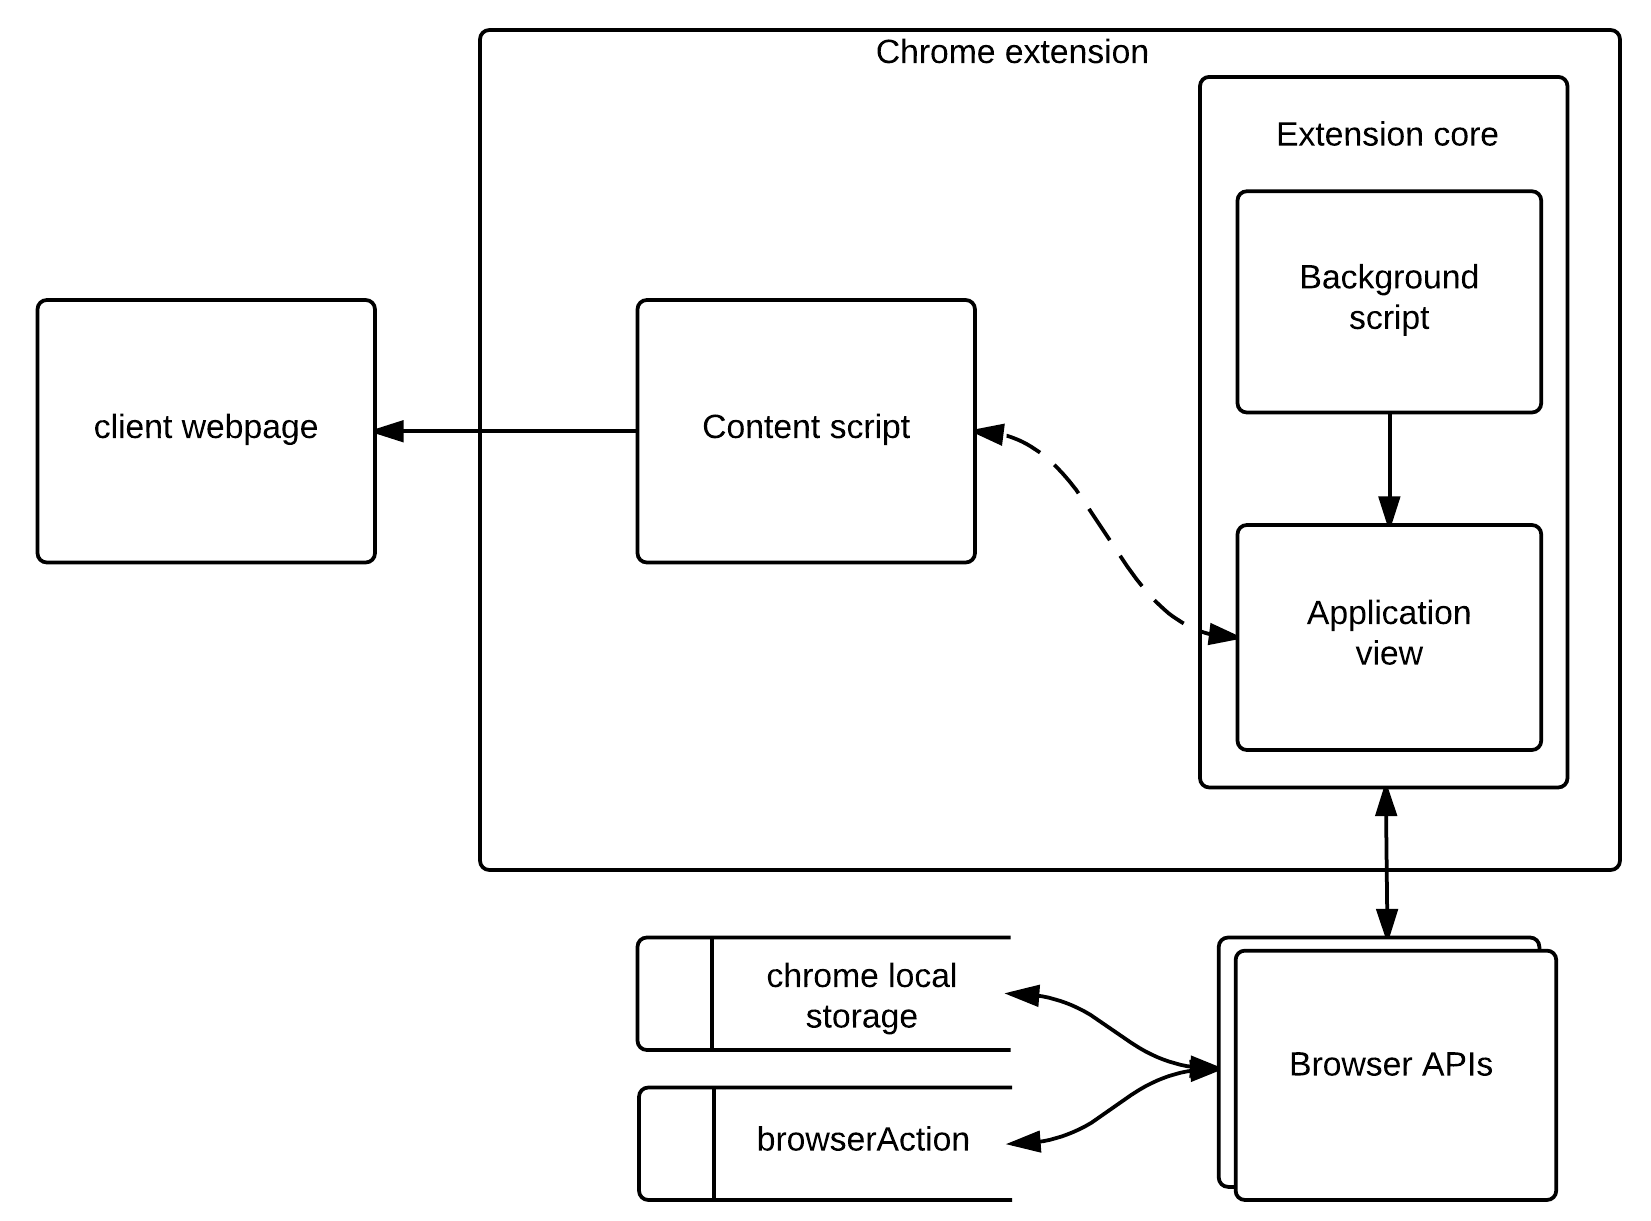 Chrome extension
Extension core
Background
script
client webpage
Content script
Application
view
chrome local
storage
Browser APIs
browserAction